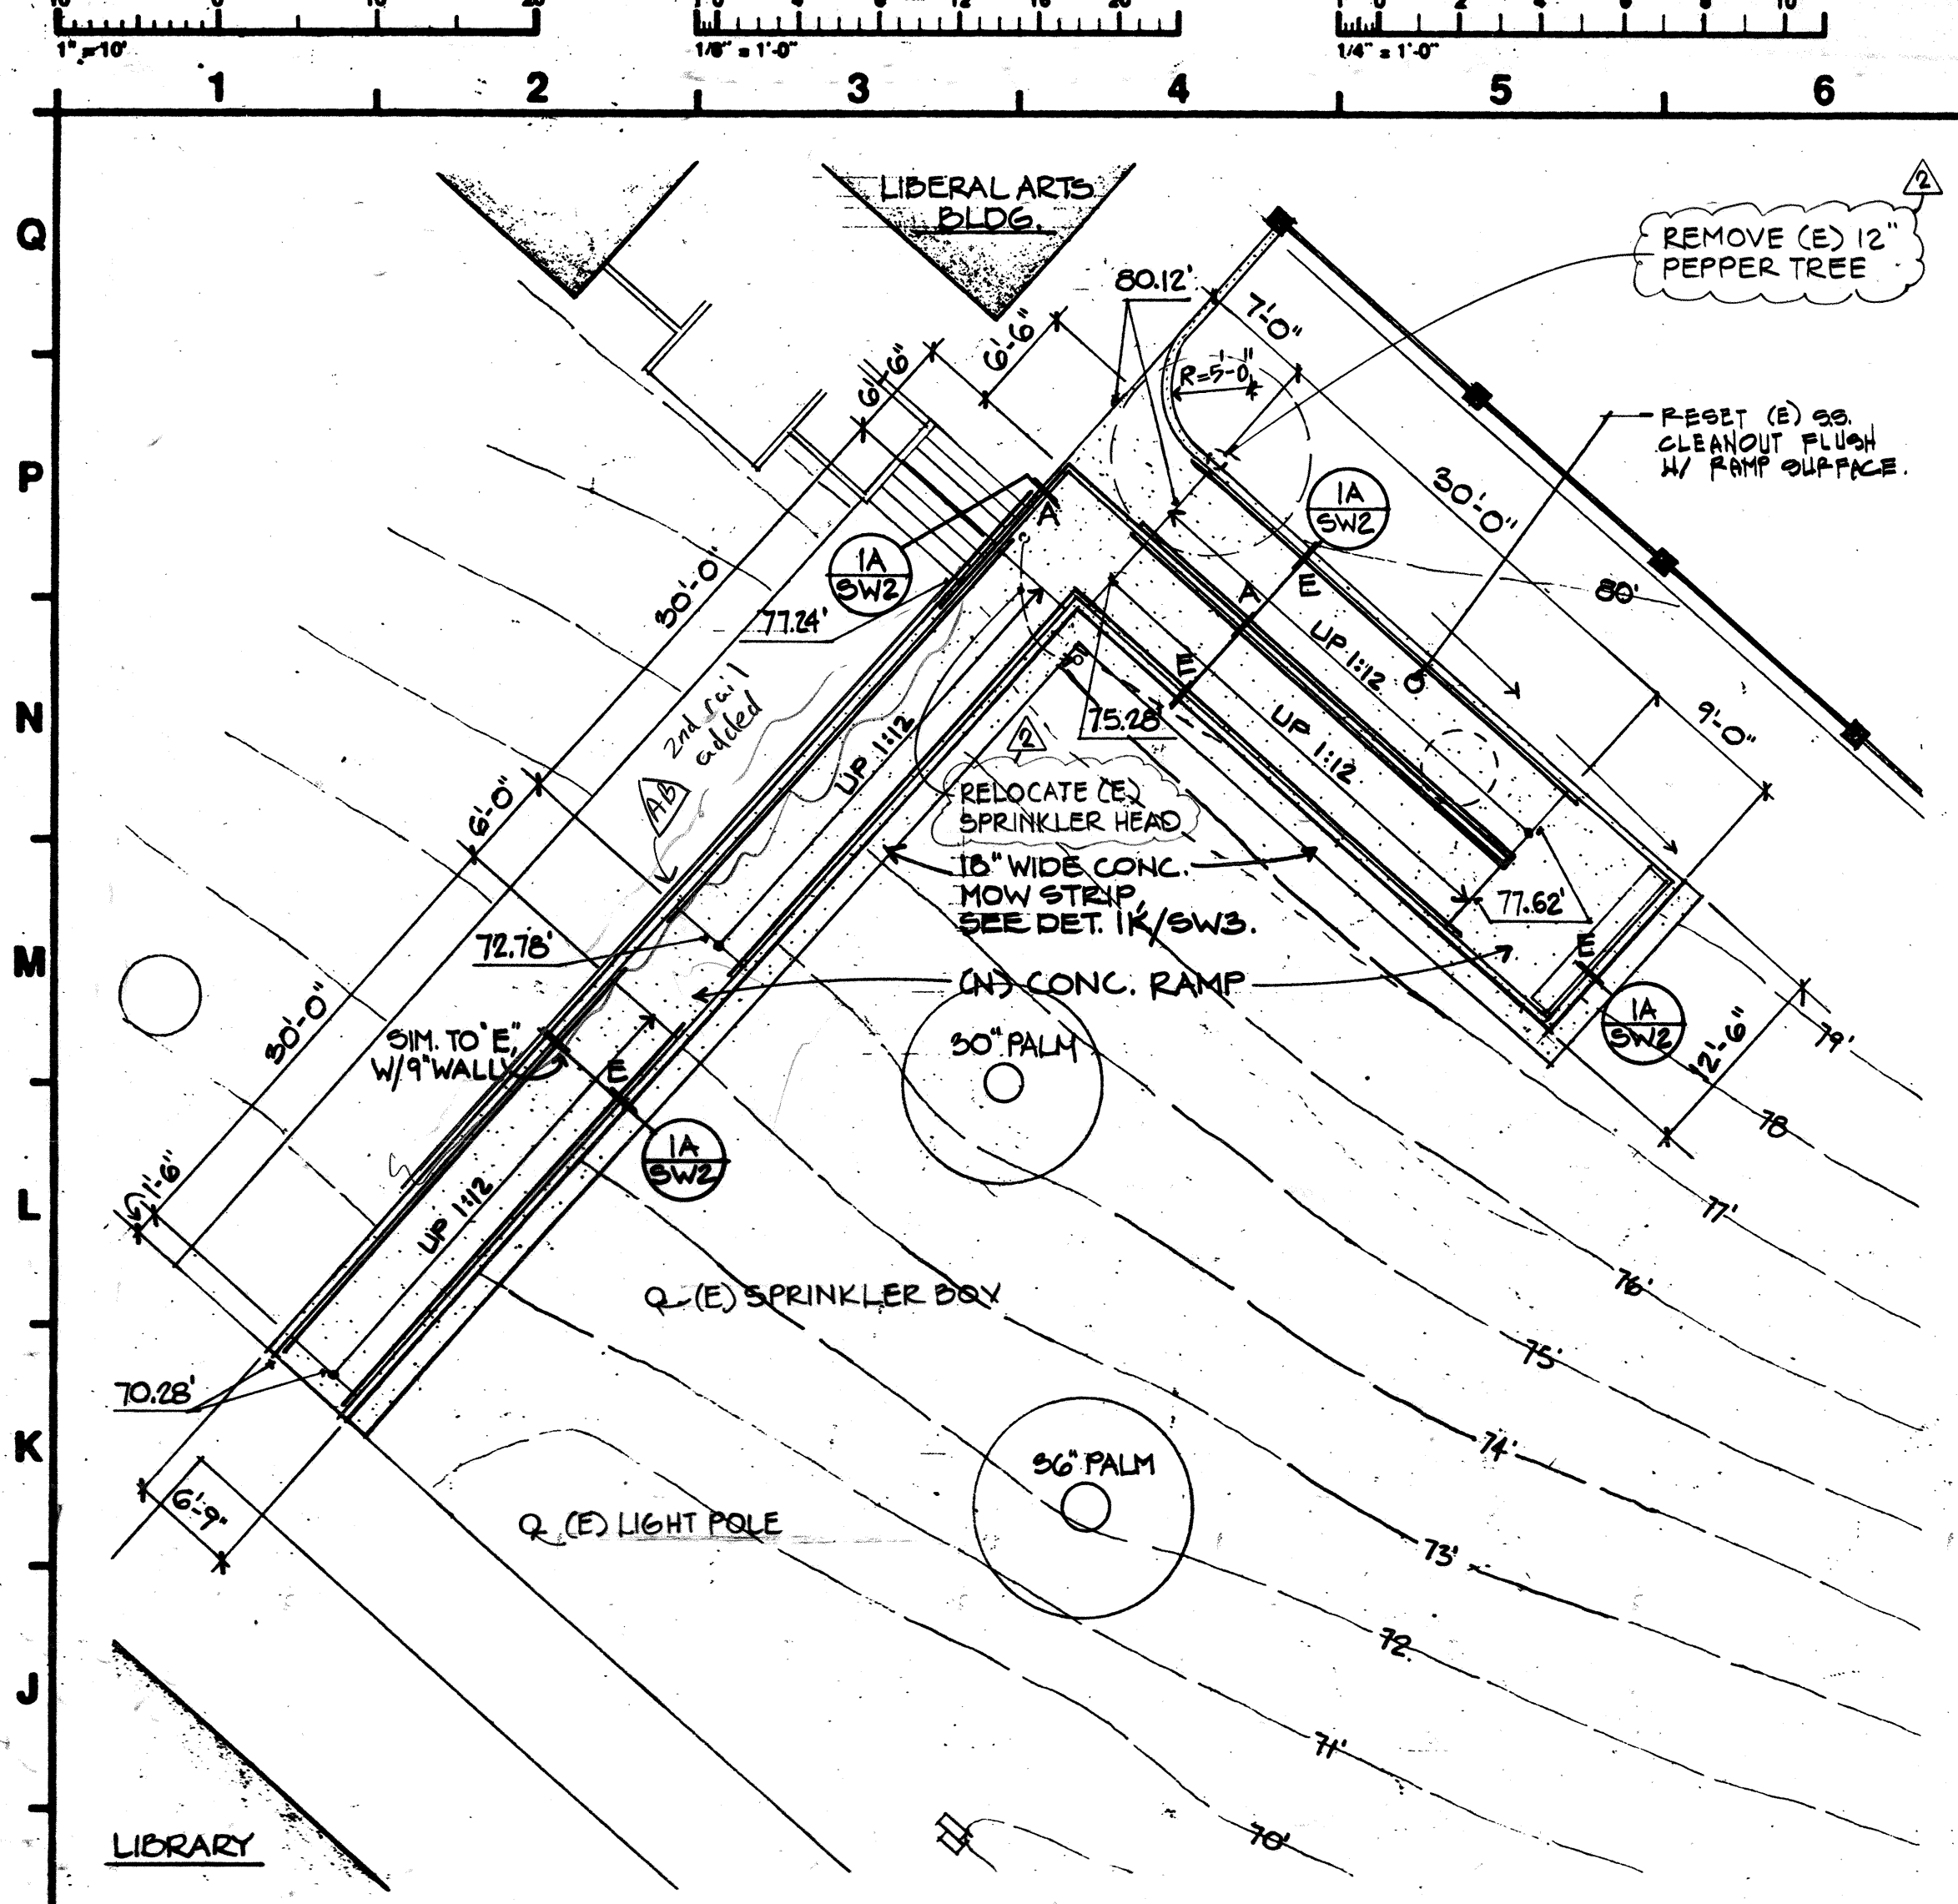 1" = 10'
1/8" = 1'-0"
1/4" = 1'-0"
1 2 3 4 5 6
Q
P
N
M
L
K
J
LIBERAL ARTS
BLDG.
2
REMOVE (E) 12"
PEPPER TREE
80.12'
7'-0"
6'-6"
6'-6"
R=5'-0"
RESET (E) S.S.
CLEANOUT FLUSH
W/ RAMP SURFACE.
30'-0"
1A
SW2
A
1A
SW2
E
80'
30'-0"
77.24'
A
UP 1:12
E
75.28'
UP 1:12
9'-0"
2nd rail
added
AB
UP 1:12
2
RELOCATE (E)
SPRINKLER HEAD
18" WIDE CONC.
MOW STRIP,
SEE DET. 1K/SW3.
77.62'
6'-0"
72.78'
(N) CONC. RAMP
E
1A
SW2
12'-6"
79'
30'-0"
SIM. TO "E",
W/9" WALL
E
30" PALM
78'
1A
SW2
1'-6"
UP 1:12
77'
(E) SPRINKLER BOX
76'
75'
70.28'
74'
36" PALM
6'-9"
(E) LIGHT POLE
73'
72'
71'
70'
LIBRARY